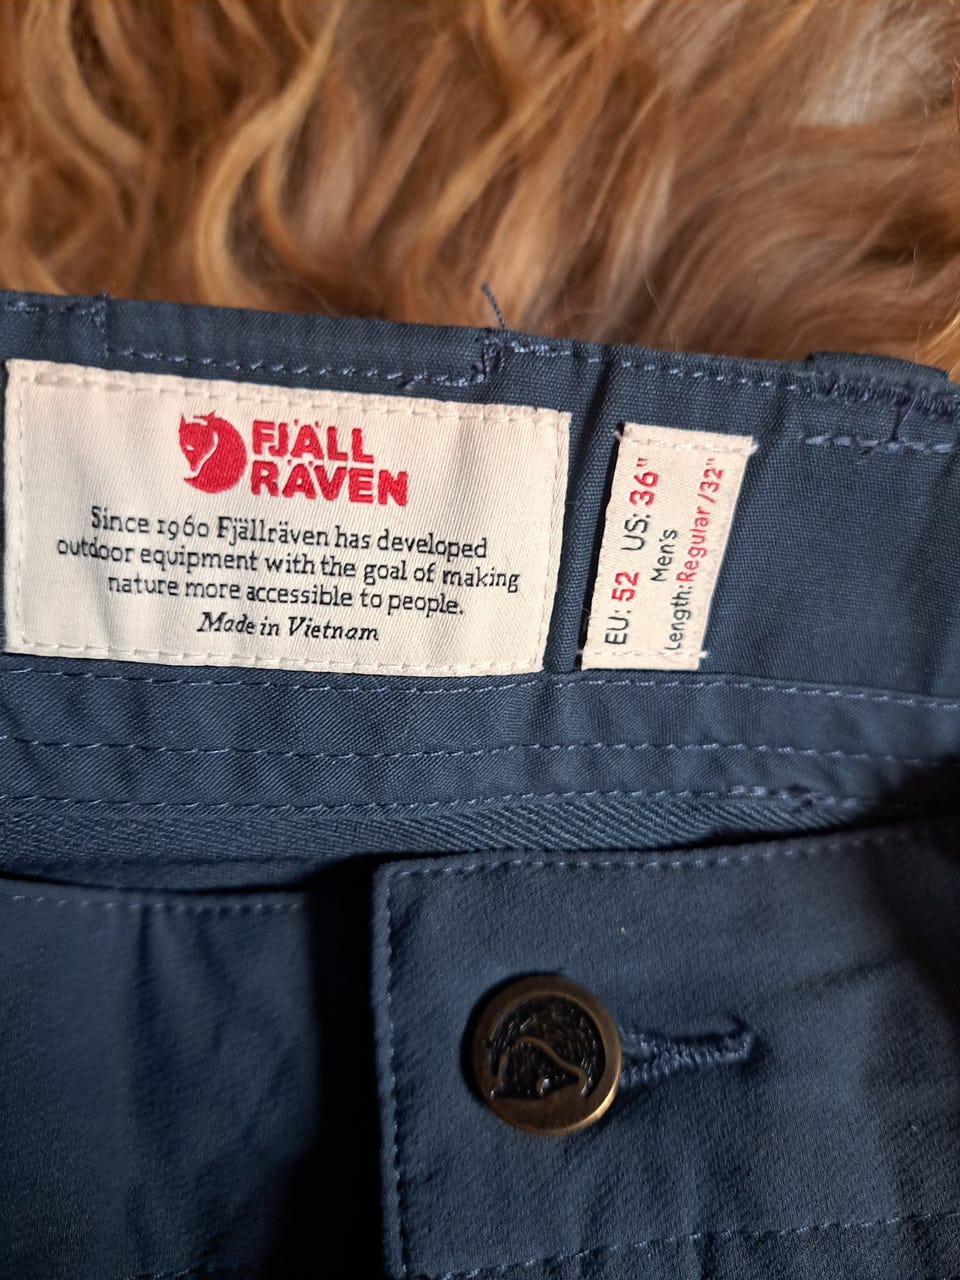 FJÄLL
RÄVEN
Since 1960 Fjällräven has developed
outdoor equipment with the goal of making
nature more accessible to people.
Made in Vietnam
EU: 52 US: 36"
Men's
Length: Regular /32"